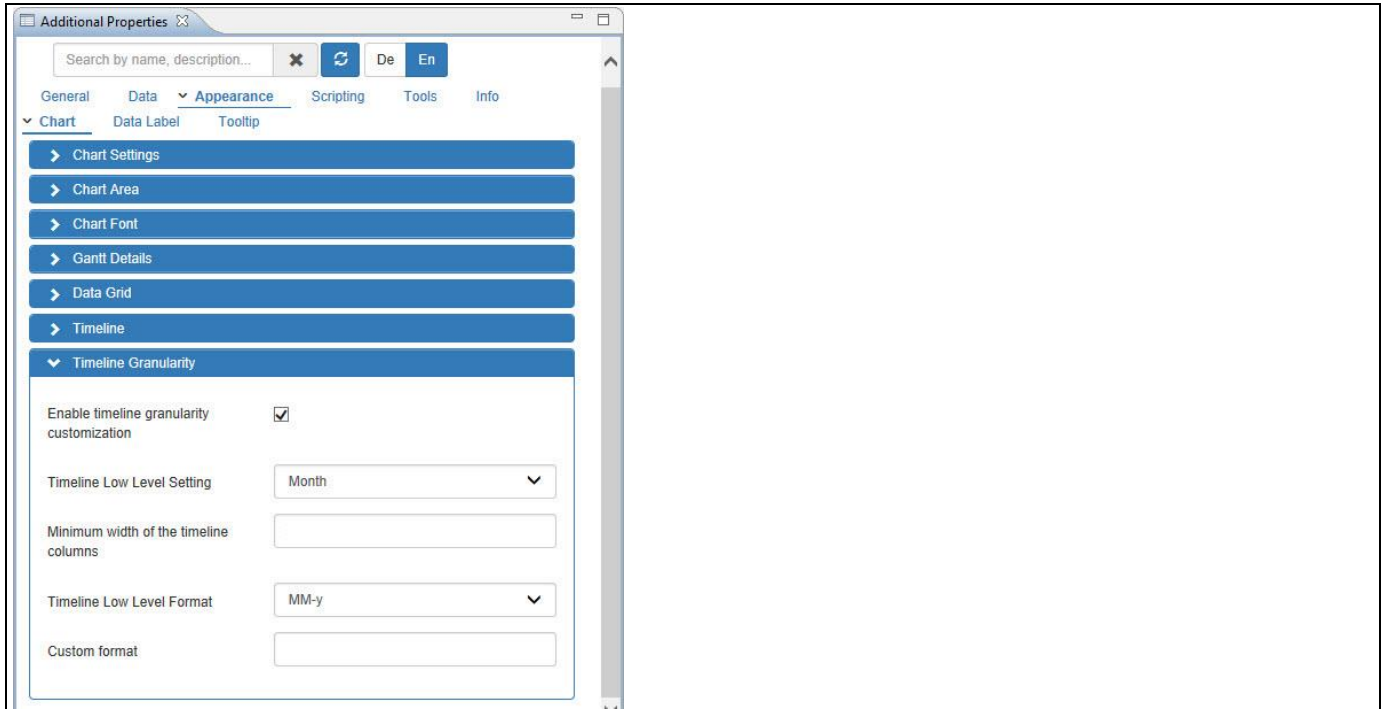 Additional Properties
Search by name, description... De En
General Data Appearance Scripting Tools Info
Chart Data Label Tooltip
Chart Settings
Chart Area
Chart Font
Gantt Details
Data Grid
Timeline
Timeline Granularity
Enable timeline granularity
customization
Timeline Low Level Setting Month
Minimum width of the timeline
columns
Timeline Low Level Format MM-y
Custom format